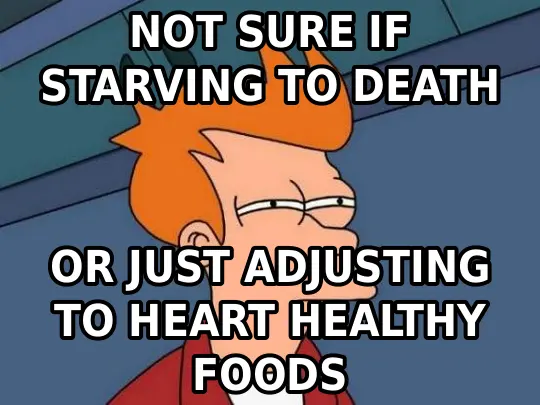 NOT SURE IF
STARVING TO DEATH
OR JUST ADJUSTING
TO HEART HEALTHY
FOODS